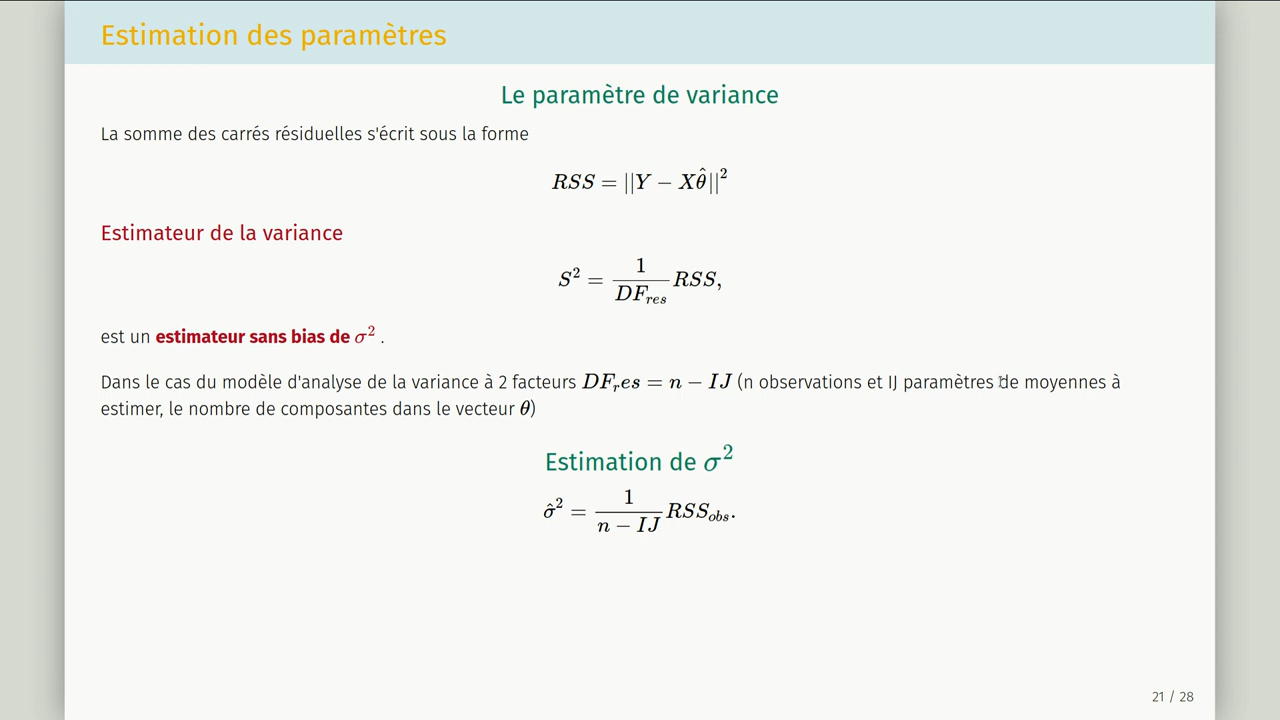 Estimation des paramètres
Le paramètre de variance
La somme des carrés résiduelles s'écrit sous la forme
RSS = ||Y − Xθ̂||²
Estimateur de la variance
S² = 1/DF_res RSS,
est un estimateur sans bias de σ² .
Dans le cas du modèle d'analyse de la variance à 2 facteurs DF_res = n − IJ (n observations et IJ paramètres de moyennes à
estimer, le nombre de composantes dans le vecteur θ)
Estimation de σ²
σ̂² = 1/(n − IJ) RSS_obs.
21 / 28